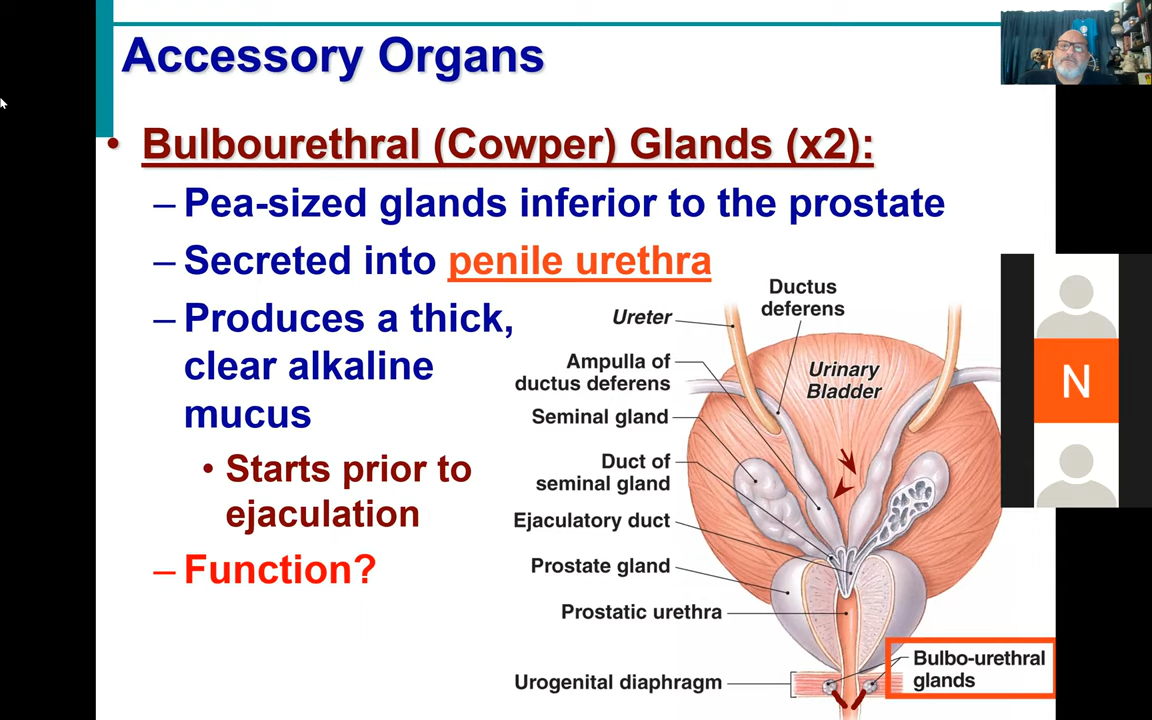 Accessory Organs
• Bulbourethral (Cowper) Glands (x2):
– Pea-sized glands inferior to the prostate
– Secreted into penile urethra
– Produces a thick,
clear alkaline
mucus
• Starts prior to
ejaculation
– Function?
Ductus
deferens
Ureter
Urinary
Bladder
Ampulla of
ductus deferens
Seminal gland
Duct of
seminal gland
Ejaculatory duct
Prostate gland
Prostatic urethra
Urogenital diaphragm
Bulbo-urethral
glands
N